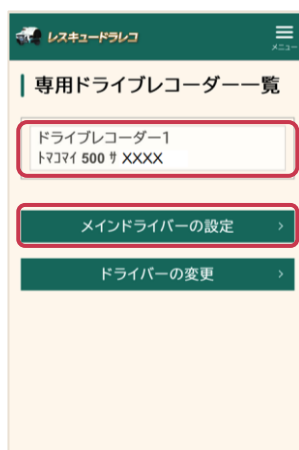 レスキュードラレコ
メニュー
専用ドライブレコーダー一覧
ドライブレコーダー1
トマコマイ 500 サ XXXX
メインドライバーの設定
ドライバーの変更